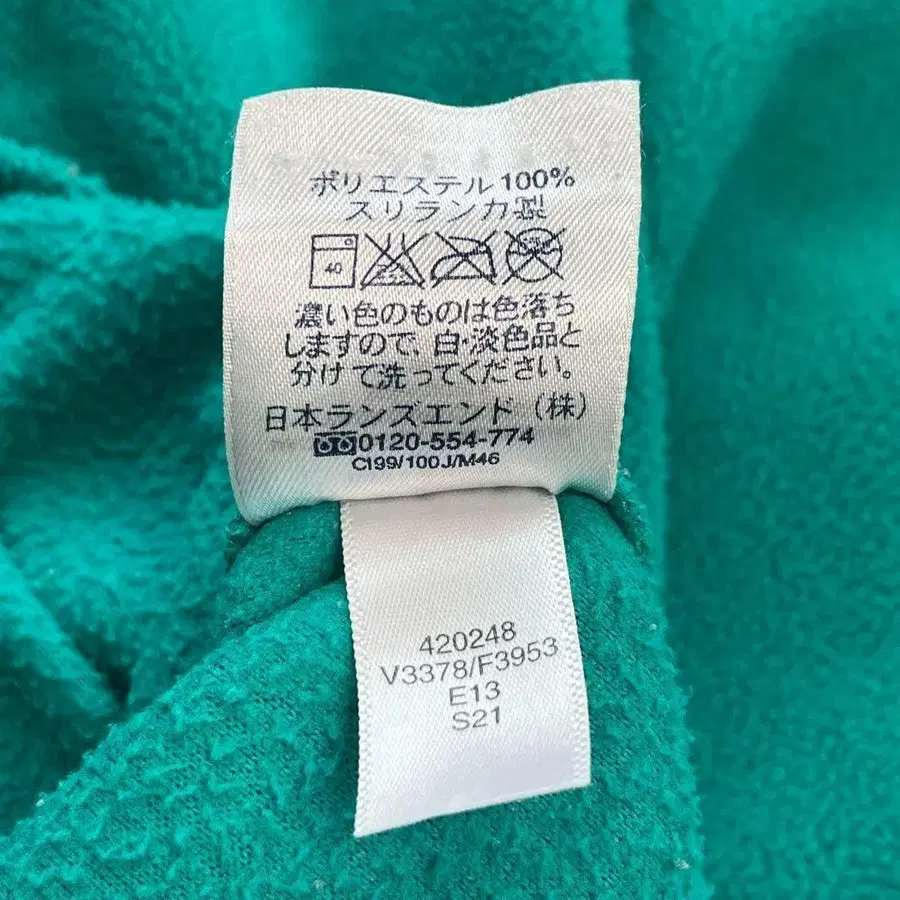 ポリエステル 100%
スリランカ製
40
濃い色のものは色落ち
しますので、白・淡色品と
分けて洗ってください。
日本ランズエンド（株）
0120-554-774
C199/100J/M46
420248
V3378/F3953
E13
S21